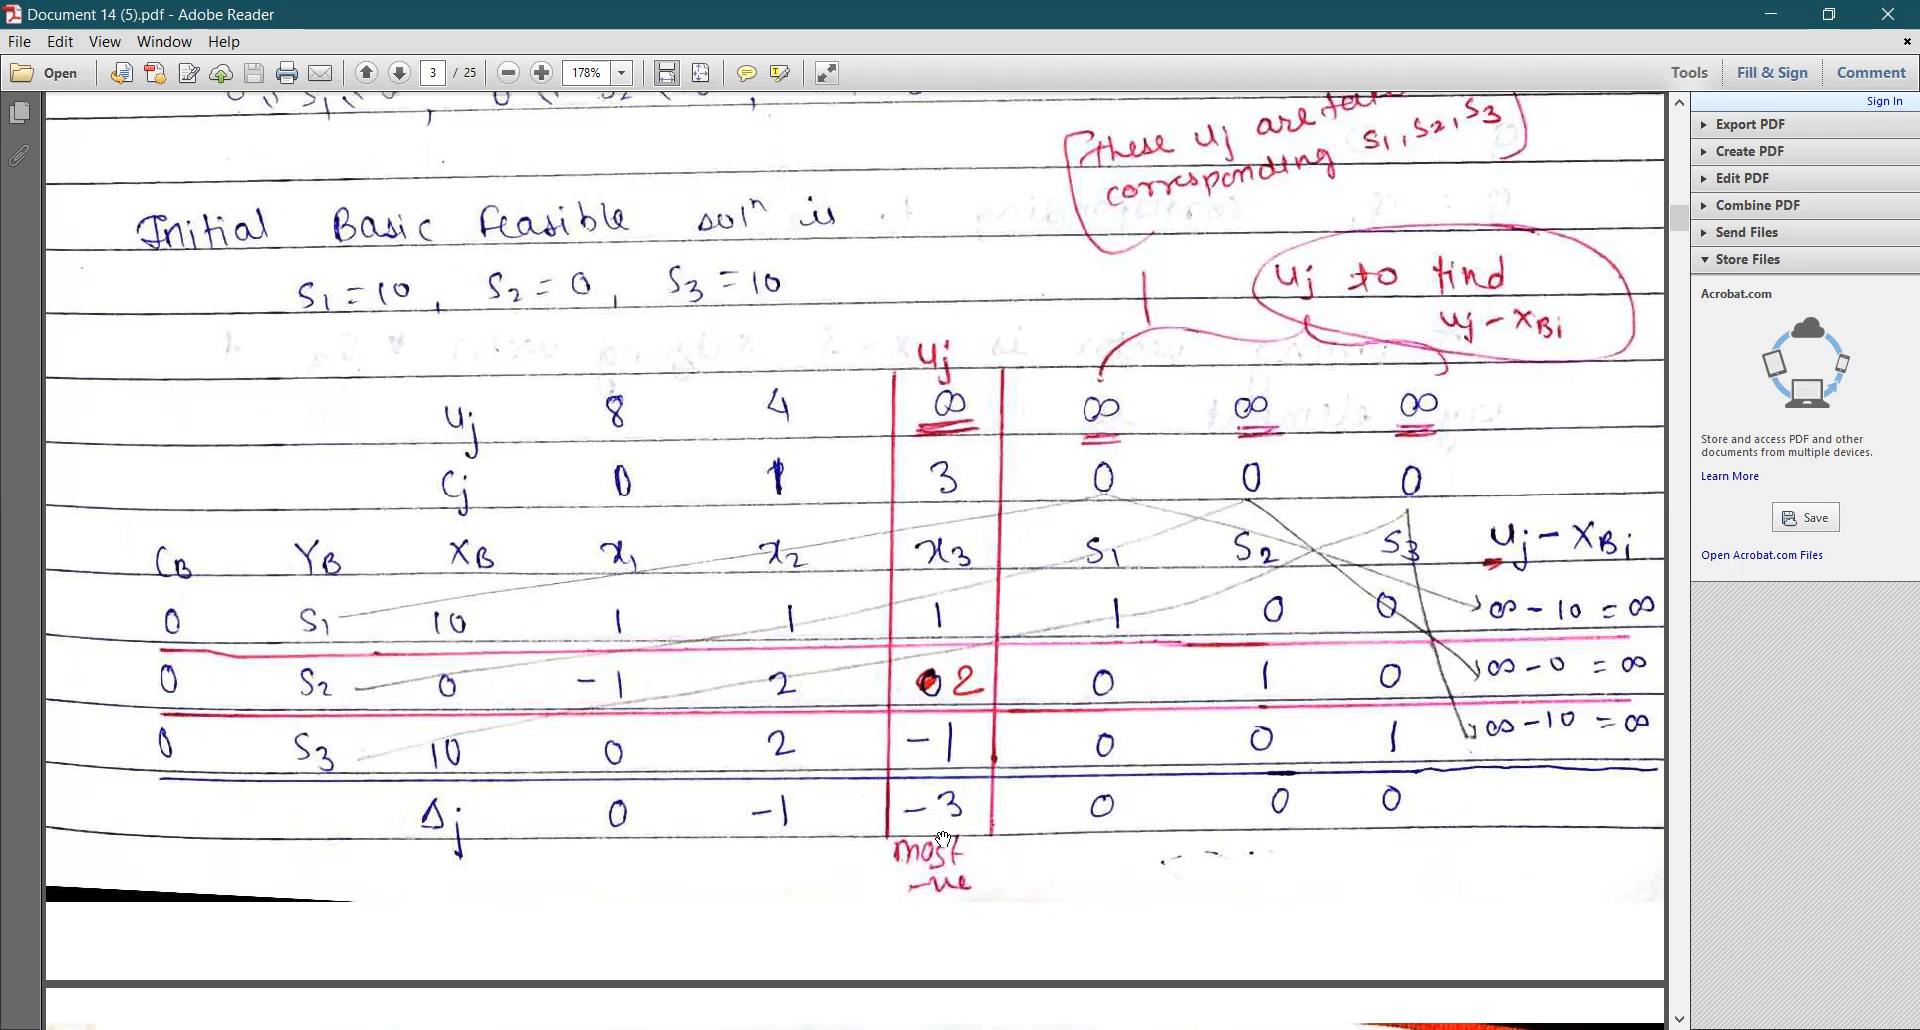 Document 14 (5).pdf - Adobe Reader
File Edit View Window Help
Open 3 / 25 178% Tools Fill & Sign Comment
Sign In
Export PDF
Create PDF
Edit PDF
Combine PDF
Send Files
Store Files
Acrobat.com
Store and access PDF and other
documents from multiple devices.
Learn More
Save
Open Acrobat.com Files
these uj are
corresponding S1, S2, S3
Initial Basic Feasible solⁿ is
S1 = 10, S2 = 0, S3 = 10
uj to find
uj - XBi
uj
uj 8 4 ∞ ∞ ∞ ∞
Cj 0 1 3 0 0 0
CB YB XB x1 x2 x3 S1 S2 S3 uj - XBi
0 S1 10 1 1 1 1 0 0 ∞ - 10 = ∞
0 S2 0 -1 2 2 0 1 0 ∞ - 0 = ∞
0 S3 10 0 2 -1 0 0 1 ∞ - 10 = ∞
Δj 0 -1 -3 0 0 0
most
-ve